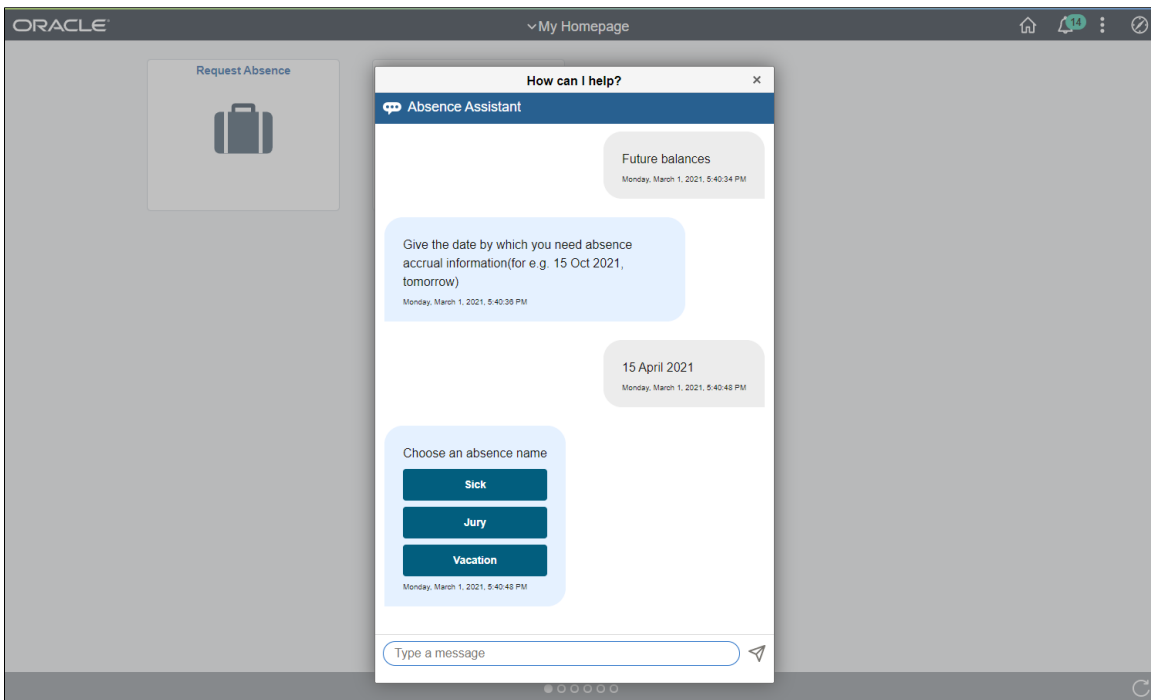 ORACLE
My Homepage
14
Request Absence
How can I help?
×
Absence Assistant
Future balances
Monday, March 1, 2021, 5:40:34 PM
Give the date by which you need absence
accrual information(for e.g. 15 Oct 2021,
tomorrow)
Monday, March 1, 2021, 5:40:36 PM
15 April 2021
Monday, March 1, 2021, 5:40:48 PM
Choose an absence name
Sick
Jury
Vacation
Monday, March 1, 2021, 5:40:48 PM
Type a message